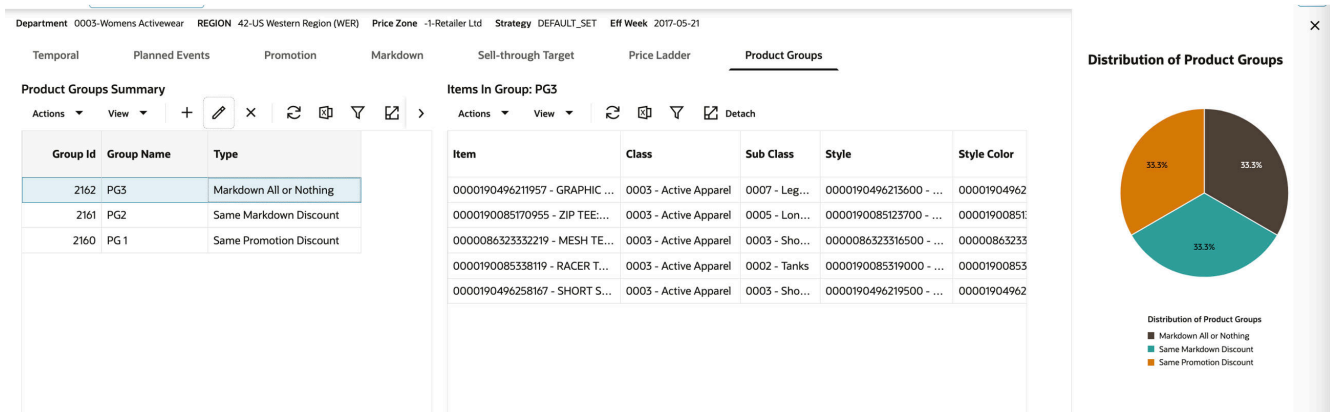 Department 0003-Womens Activewear REGION 42-US Western Region (WER) Price Zone -1-Retailer Ltd Strategy DEFAULT_SET Eff Week 2017-05-21
Temporal Planned Events Promotion Markdown Sell-through Target Price Ladder Product Groups
Product Groups Summary
Actions View
Group Id Group Name Type
2162 PG3 Markdown All or Nothing
2161 PG2 Same Markdown Discount
2160 PG 1 Same Promotion Discount
Items In Group: PG3
Actions View Detach
Item Class Sub Class Style Style Color
0000190496211957 - GRAPHIC ... 0003 - Active Apparel 0007 - Leg... 0000190496213600 - ... 00001904962
0000190085170955 - ZIP TEE:... 0003 - Active Apparel 0005 - Lon... 0000190085123700 - ... 00001900851
0000086323332219 - MESH TE... 0003 - Active Apparel 0003 - Sho... 0000086323316500 - ... 00000863233
0000190085338119 - RACER T... 0003 - Active Apparel 0002 - Tanks 0000190085319000 - ... 00001900853
0000190496258167 - SHORT S... 0003 - Active Apparel 0003 - Sho... 0000190496219500 - ... 00001904962
Distribution of Product Groups
33.3% 33.3%
33.3%
Distribution of Product Groups
Markdown All or Nothing
Same Markdown Discount
Same Promotion Discount